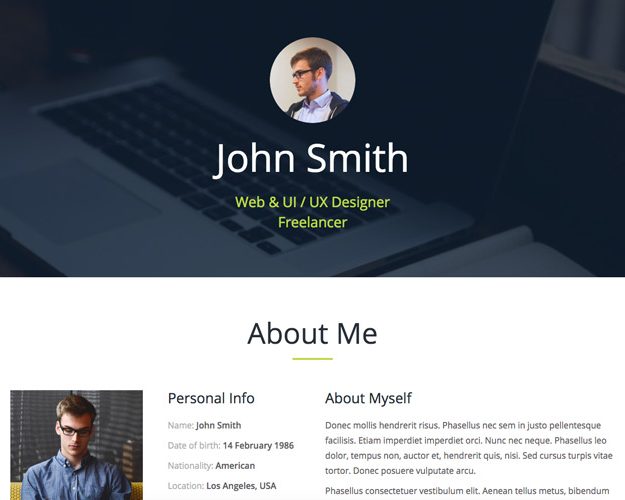 John Smith
Web & UI / UX Designer
Freelancer
About Me
Personal Info
Name: John Smith
Date of birth: 14 February 1986
Nationality: American
Location: Los Angeles, USA
About Myself
Donec mollis hendrerit risus. Phasellus nec sem in justo pellentesque
facilisis. Etiam imperdiet imperdiet orci. Nunc nec neque. Phasellus leo
dolor, tempus non, auctor et, hendrerit quis, nisi. Sed cursus turpis vitae
tortor. Donec posuere vulputate arcu.
Phasellus consectetuer vestibulum elit. Aenean tellus metus, bibendum